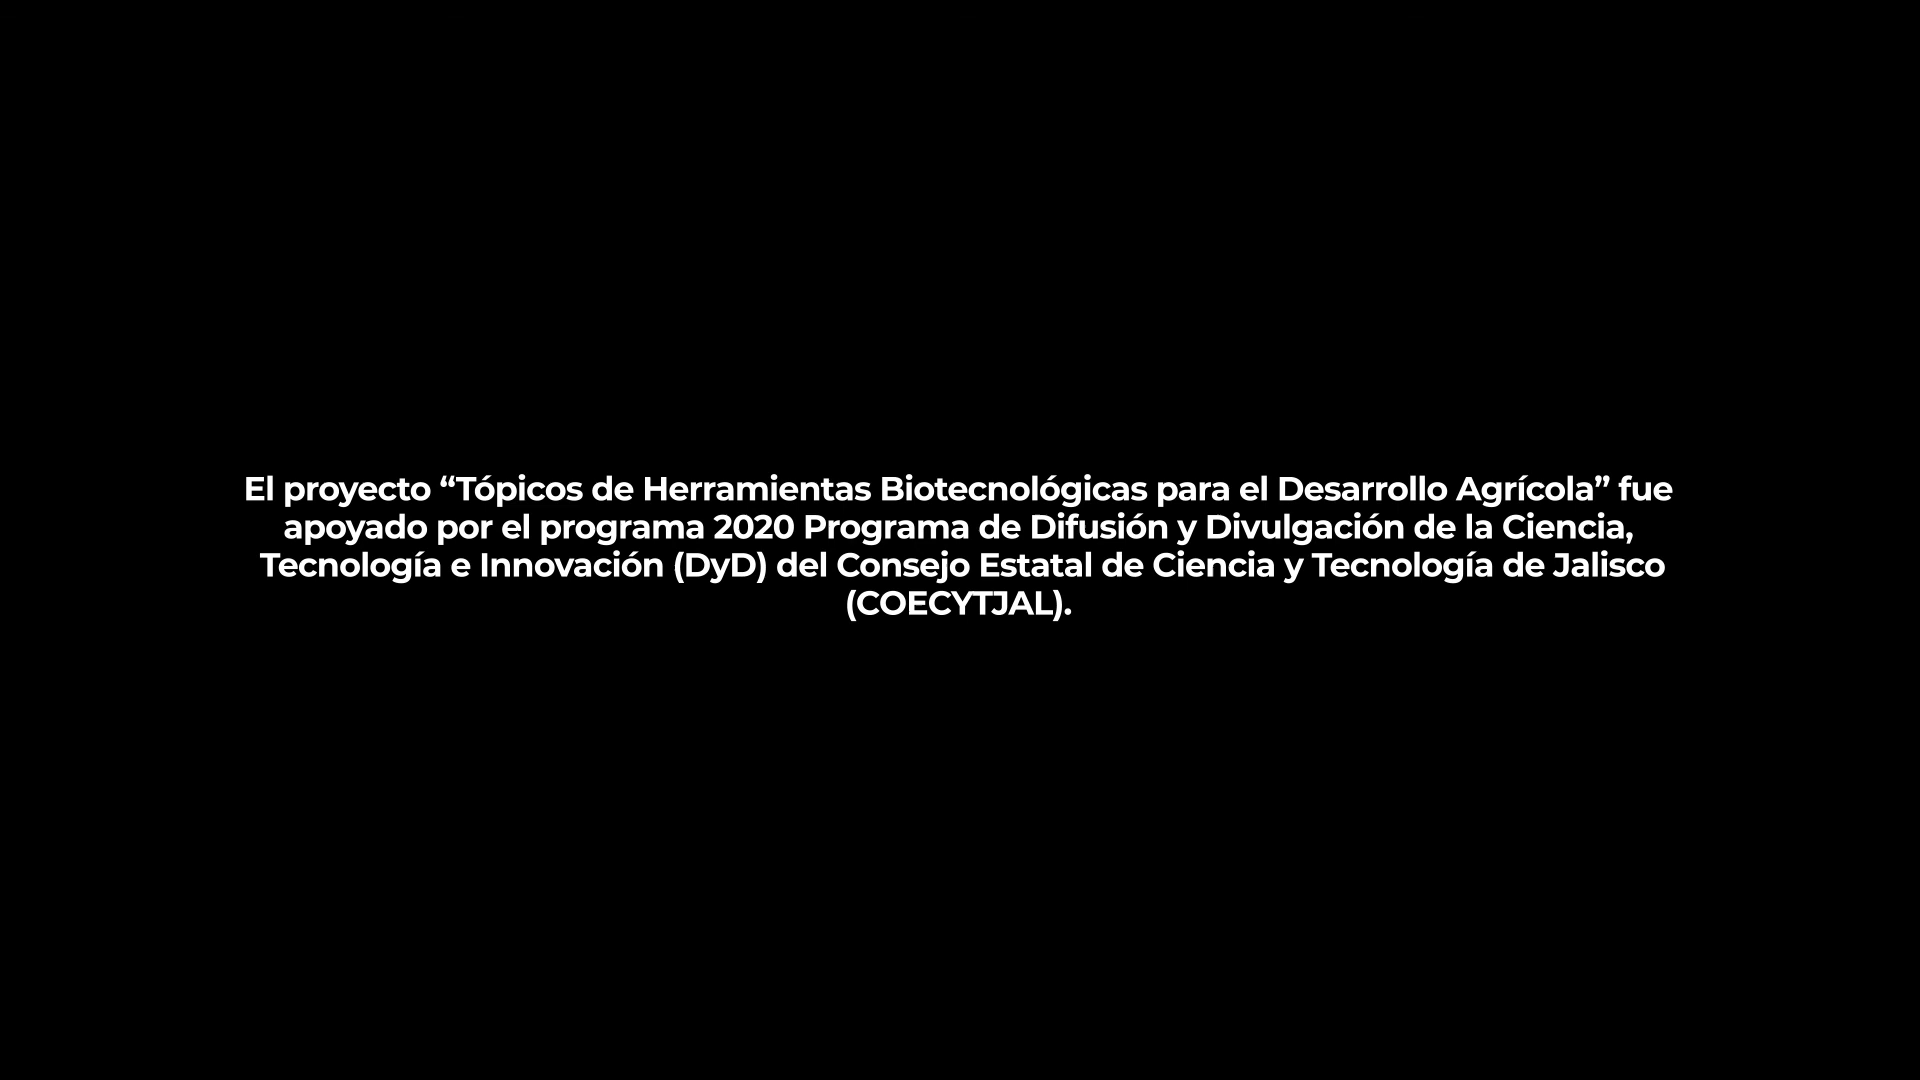 El proyecto “Tópicos de Herramientas Biotecnológicas para el Desarrollo Agrícola” fue
apoyado por el programa 2020 Programa de Difusión y Divulgación de la Ciencia,
Tecnología e Innovación (DyD) del Consejo Estatal de Ciencia y Tecnología de Jalisco
(COECYTJAL).